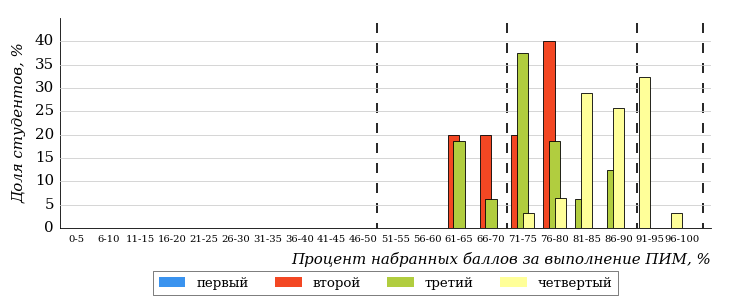 Доля студентов, %
40
35
30
25
20
15
10
5
0
0-5 6-10 11-15 16-20 21-25 26-30 31-35 36-40 41-45 46-50 51-55 56-60 61-65 66-70 71-75 76-80 81-85 86-90 91-95 96-100
Процент набранных баллов за выполнение ПИМ, %
первый второй третий четвертый